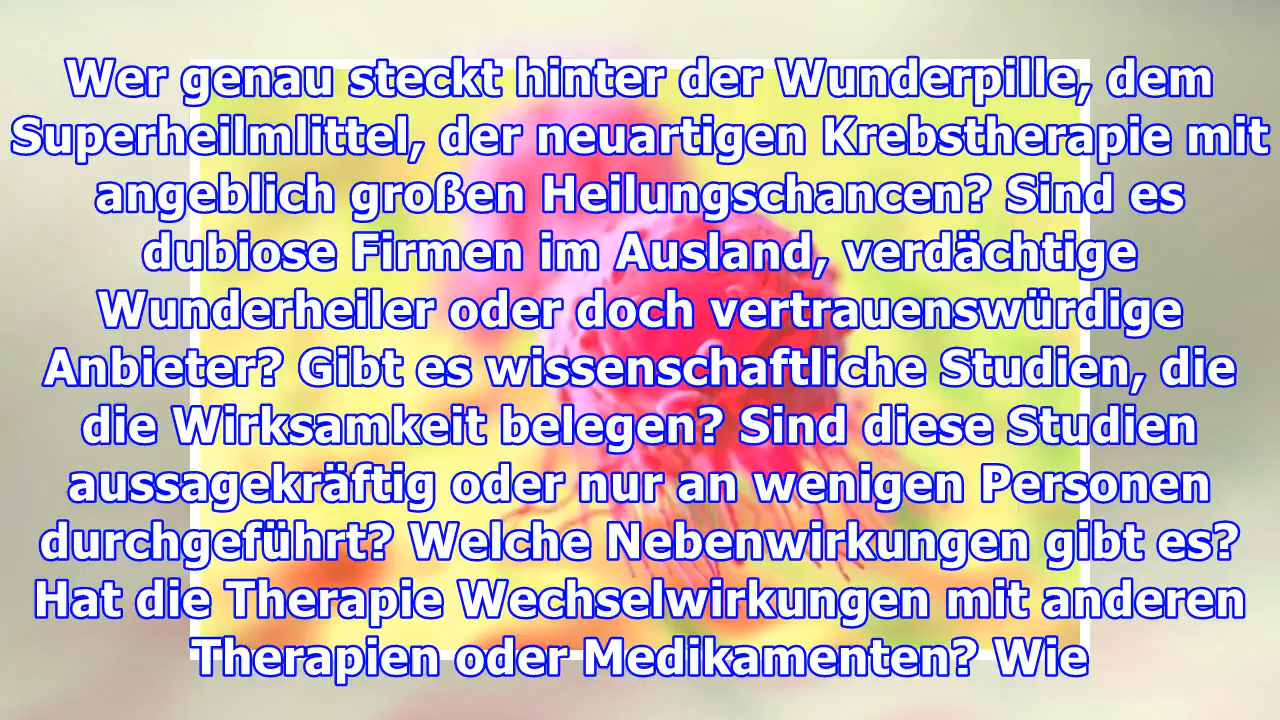 Wer genau steckt hinter der Wunderpille, dem
Superheilmlittel, der neuartigen Krebstherapie mit
angeblich großen Heilungschancen? Sind es
dubiose Firmen im Ausland, verdächtige
Wunderheiler oder doch vertrauenswürdige
Anbieter? Gibt es wissenschaftliche Studien, die
die Wirksamkeit belegen? Sind diese Studien
aussagekräftig oder nur an wenigen Personen
durchgeführt? Welche Nebenwirkungen gibt es?
Hat die Therapie Wechselwirkungen mit anderen
Therapien oder Medikamenten? Wie